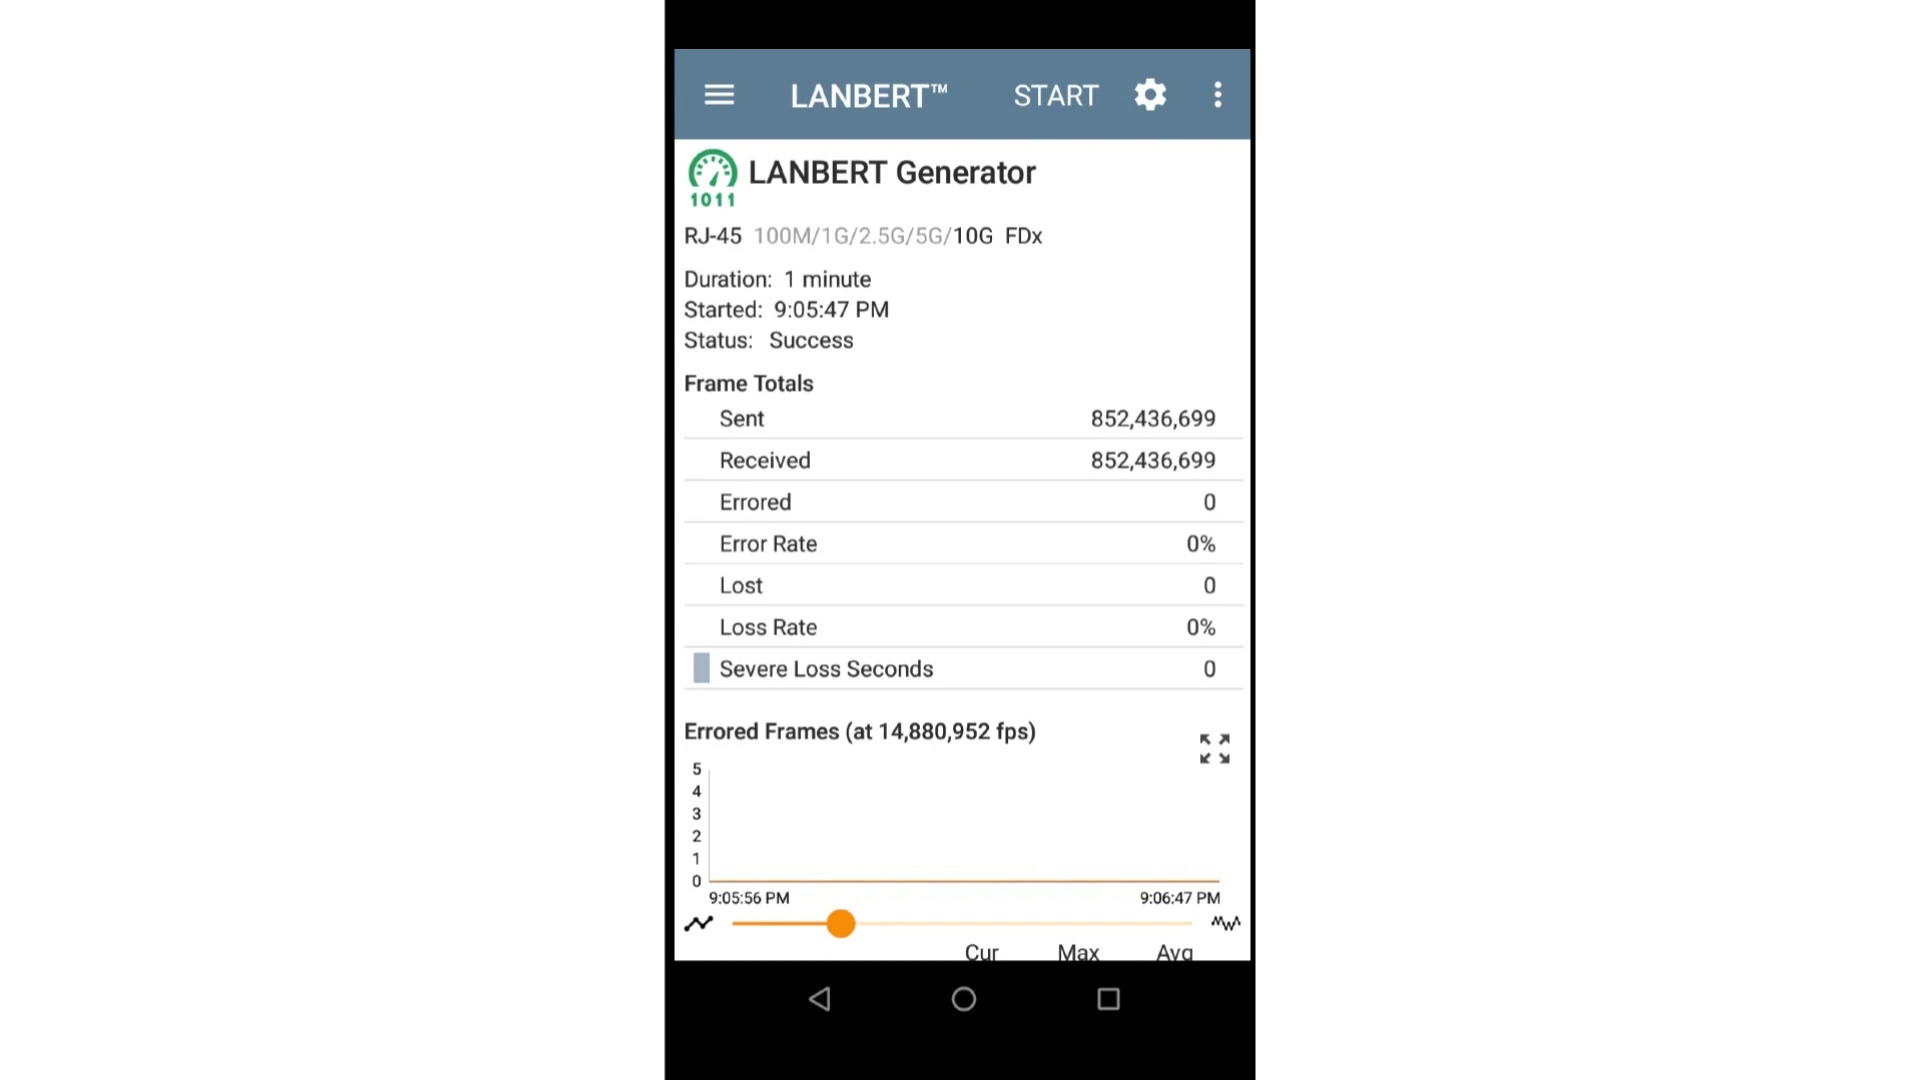 LANBERT™ START
1011
LANBERT Generator
RJ-45 100M/1G/2.5G/5G/10G FDx
Duration: 1 minute
Started: 9:05:47 PM
Status: Success
Frame Totals
Sent 852,436,699
Received 852,436,699
Errored 0
Error Rate 0%
Lost 0
Loss Rate 0%
Severe Loss Seconds 0
Errored Frames (at 14,880,952 fps)
5
4
3
2
1
0
9:05:56 PM 9:06:47 PM
Cur Max Avg